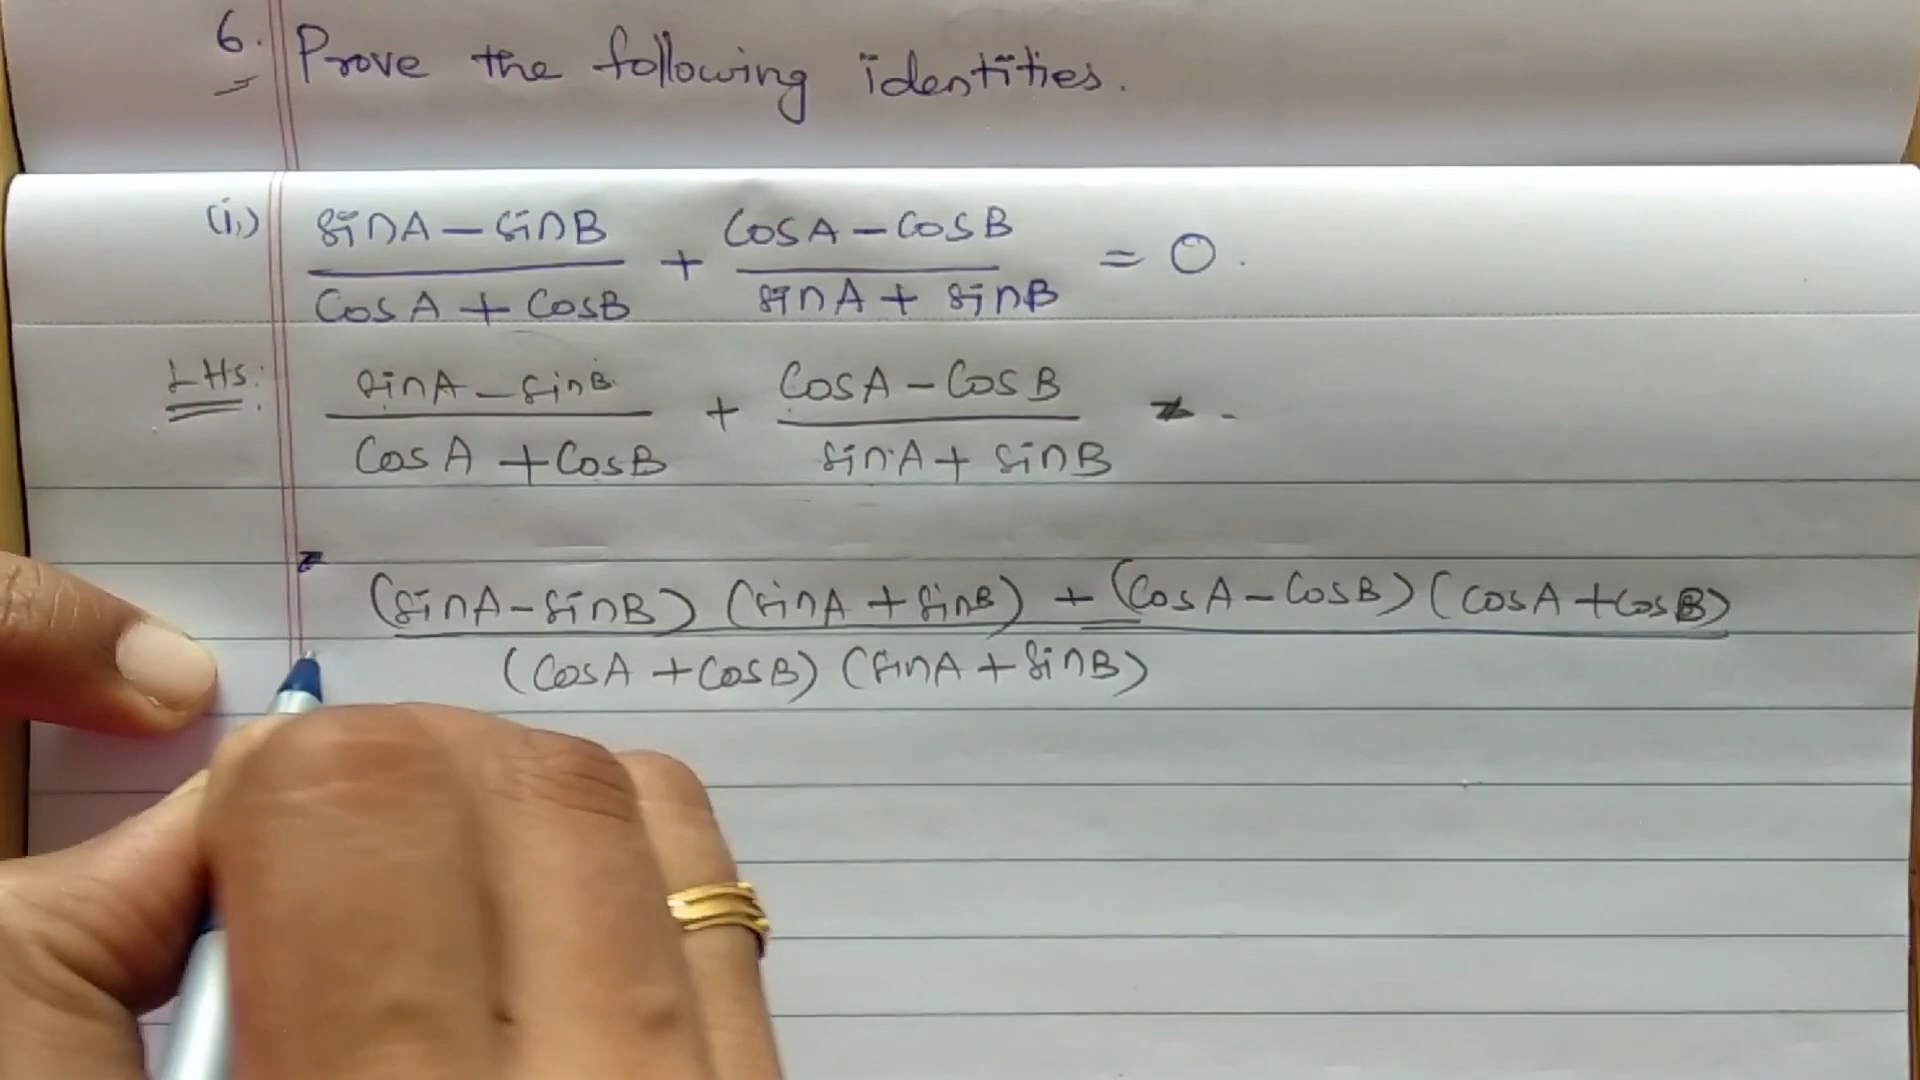 6. Prove the following identities.
(i) sinA - sinB / cosA + cosB + cosA - cosB / sinA + sinB = 0.
LHS: sinA - sinB / cosA + cosB + cosA - cosB / sinA + sinB
(sinA - sinB) (sinA + sinB) + (cosA - cosB) (cosA + cosB)
(cosA + cosB) (sinA + sinB)